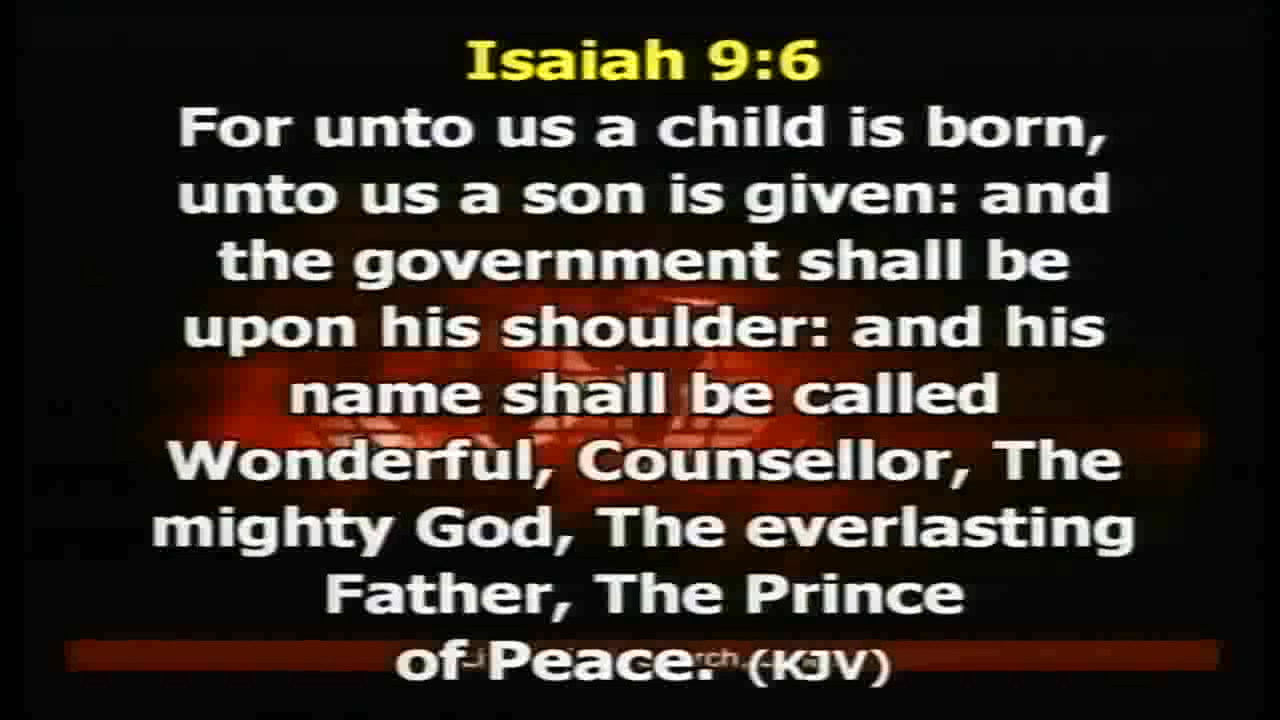 Isaiah 9:6
For unto us a child is born,
unto us a son is given: and
the government shall be
upon his shoulder: and his
name shall be called
Wonderful, Counsellor, The
mighty God, The everlasting
Father, The Prince
of Peace. (KJV)